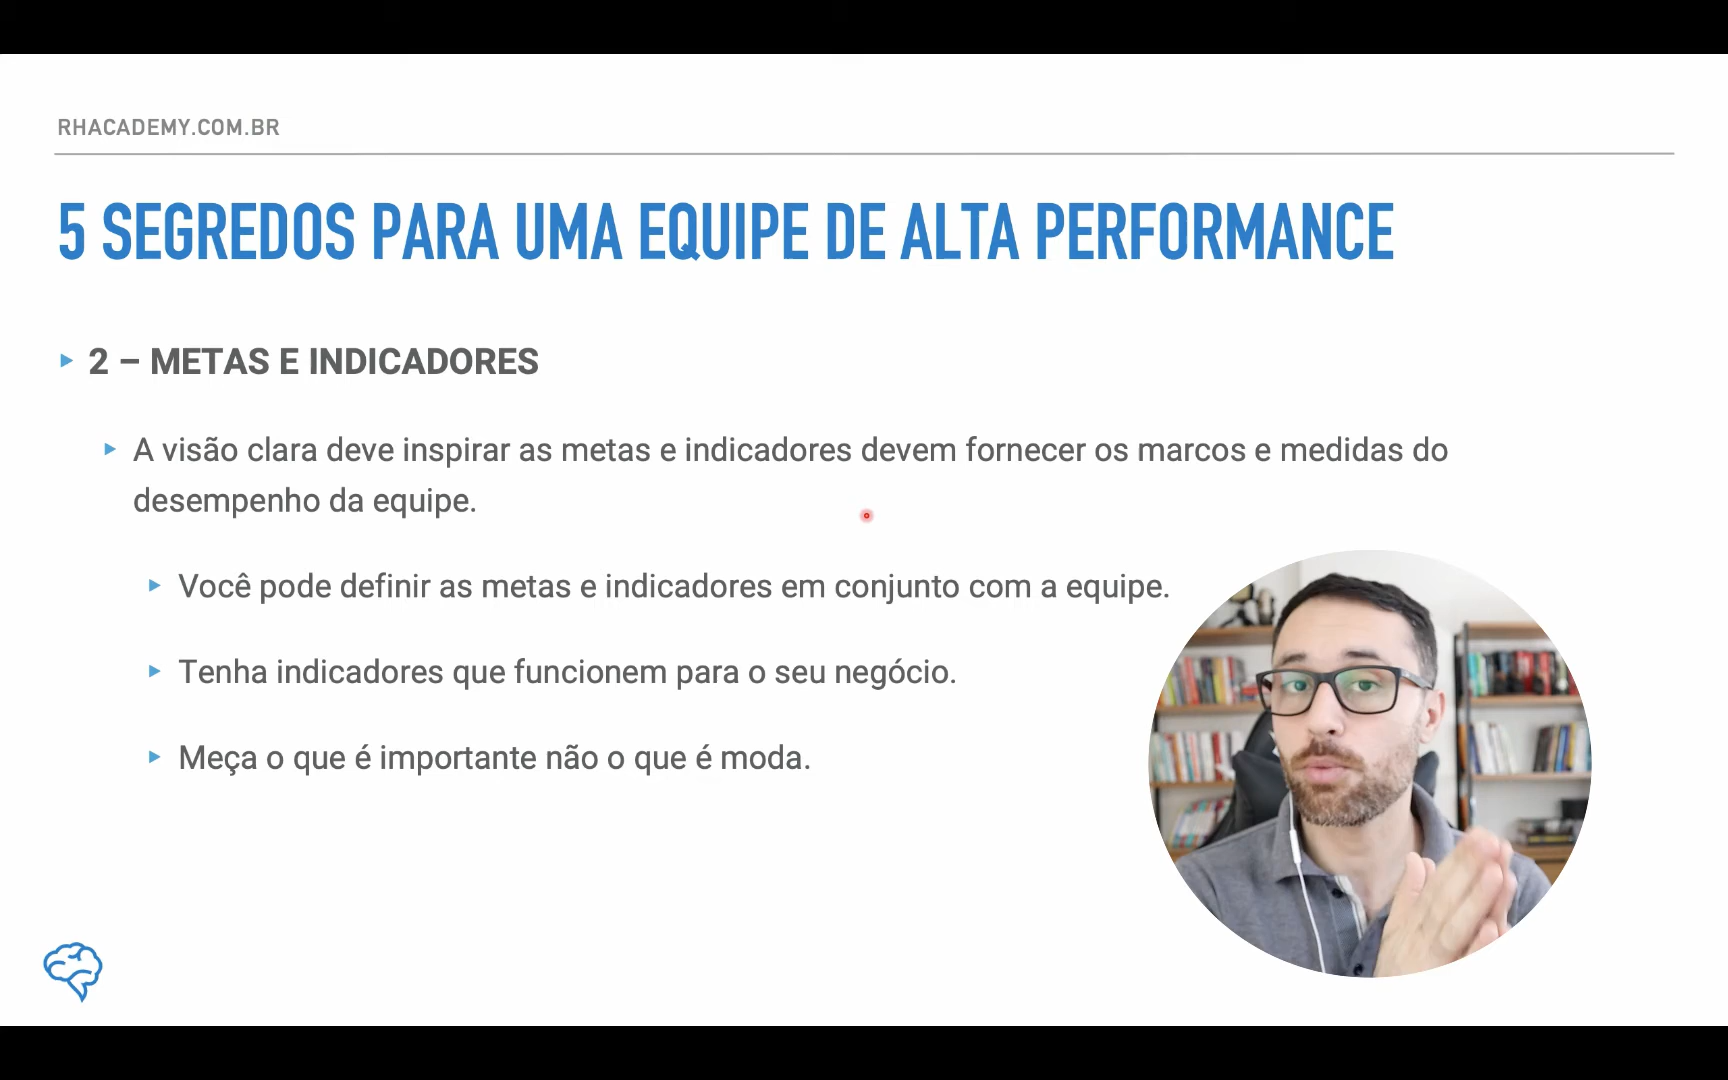 RHACADEMY.COM.BR
5 SEGREDOS PARA UMA EQUIPE DE ALTA PERFORMANCE
2 – METAS E INDICADORES
A visão clara deve inspirar as metas e indicadores devem fornecer os marcos e medidas do
desempenho da equipe.
Você pode definir as metas e indicadores em conjunto com a equipe.
Tenha indicadores que funcionem para o seu negócio.
Meça o que é importante não o que é moda.